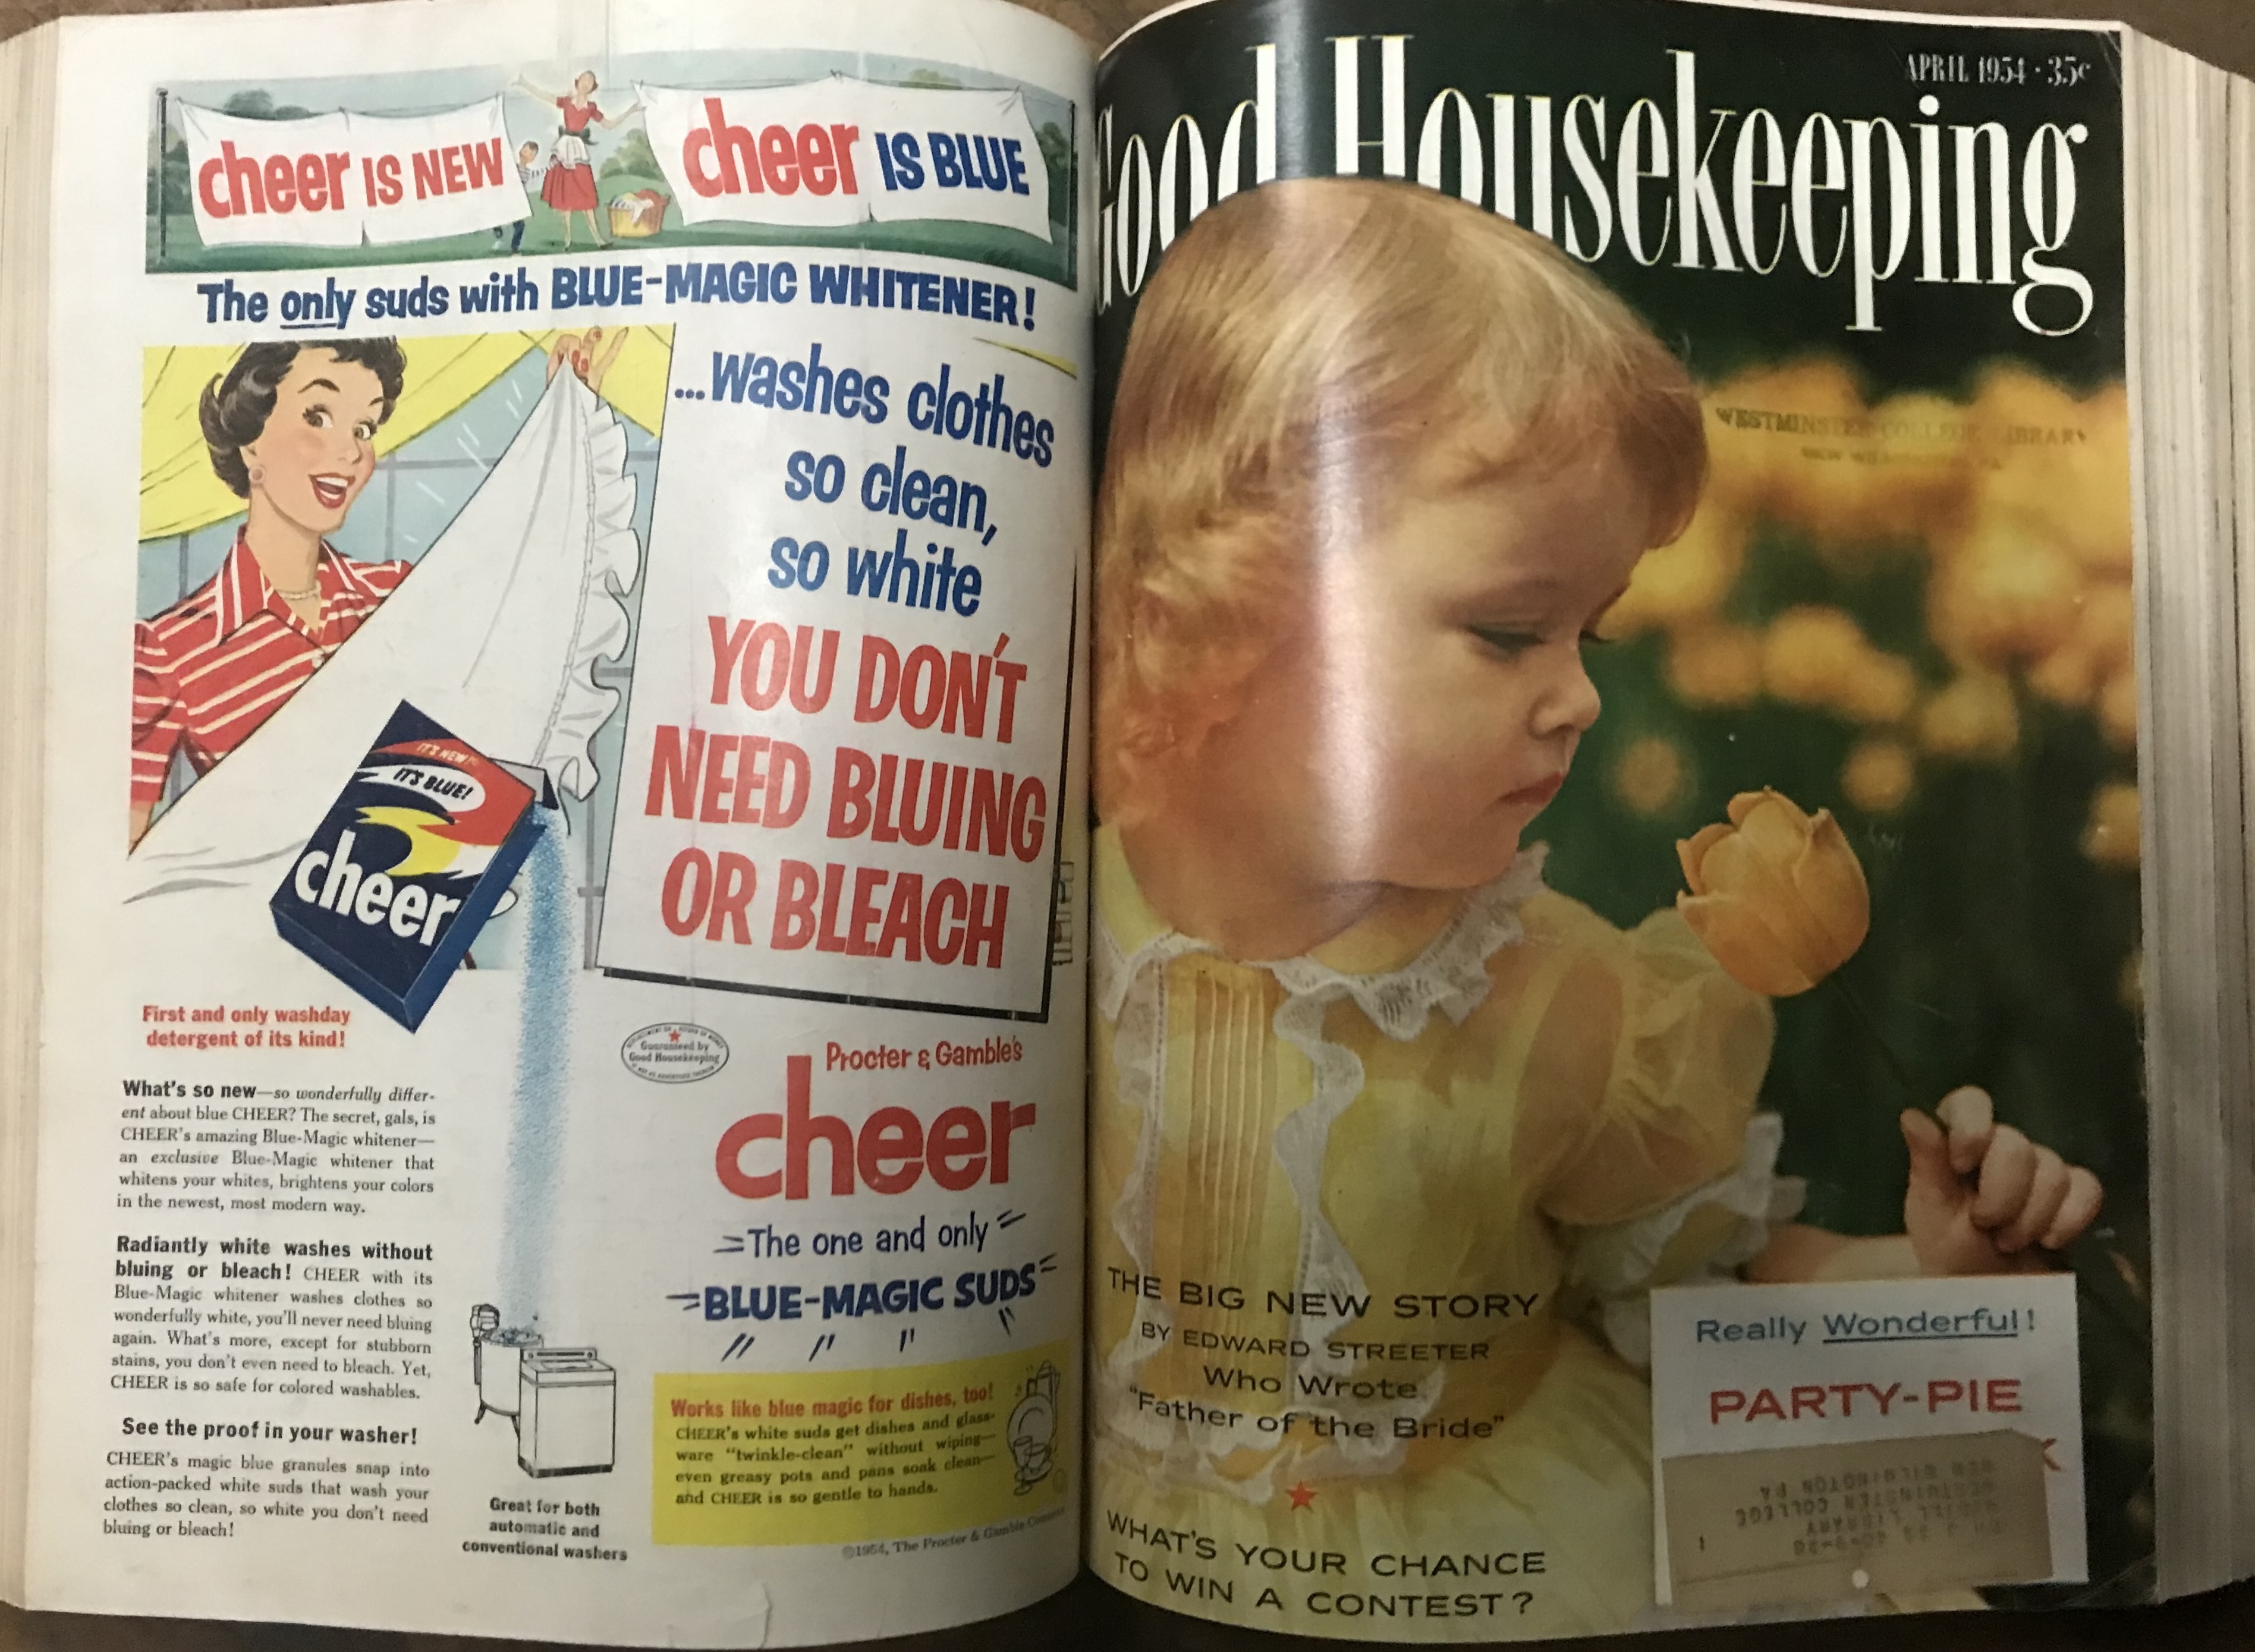 cheer IS NEW
cheer IS BLUE
The only suds with BLUE-MAGIC WHITENER!
...washes clothes
so clean,
so white
YOU DON'T
NEED BLUING
OR BLEACH
IT'S NEW!
IT'S BLUE!
cheer
First and only washday
detergent of its kind!
What's so new—so wonderfully differ-
ent about blue CHEER? The secret, gals, is
CHEER's amazing Blue-Magic whitener—
an exclusive Blue-Magic whitener that
whitens your whites, brightens your colors
in the newest, most modern way.
Radiantly white washes without
bluing or bleach! CHEER with its
Blue-Magic whitener washes clothes so
wonderfully white, you'll never need bluing
again. What's more, except for stubborn
stains, you don't even need to bleach. Yet,
CHEER is so safe for colored washables.
See the proof in your washer!
CHEER's magic blue granules snap into
action-packed white suds that wash your
clothes so clean, so white you don't need
bluing or bleach!
Great for both
automatic and
conventional washers
Guaranteed by
Good Housekeeping
Procter & Gamble's
cheer
The one and only
BLUE-MAGIC SUDS
Works like blue magic for dishes, too!
CHEER's white suds get dishes and glass-
ware "twinkle-clean" without wiping—
even greasy pots and pans soak clean—
and CHEER is so gentle to hands.
©1954, The Procter & Gamble
APRIL 1954 · 35c
Good Housekeeping
WESTMINSTER COLLEGE LIBRARY
THE BIG NEW STORY
BY EDWARD STREETER
Who Wrote
"Father of the Bride"
WHAT'S YOUR CHANCE
TO WIN A CONTEST?
Really Wonderful!
PARTY-PIE
WESTMINSTER COLLEGE
NEW WILMINGTON PA